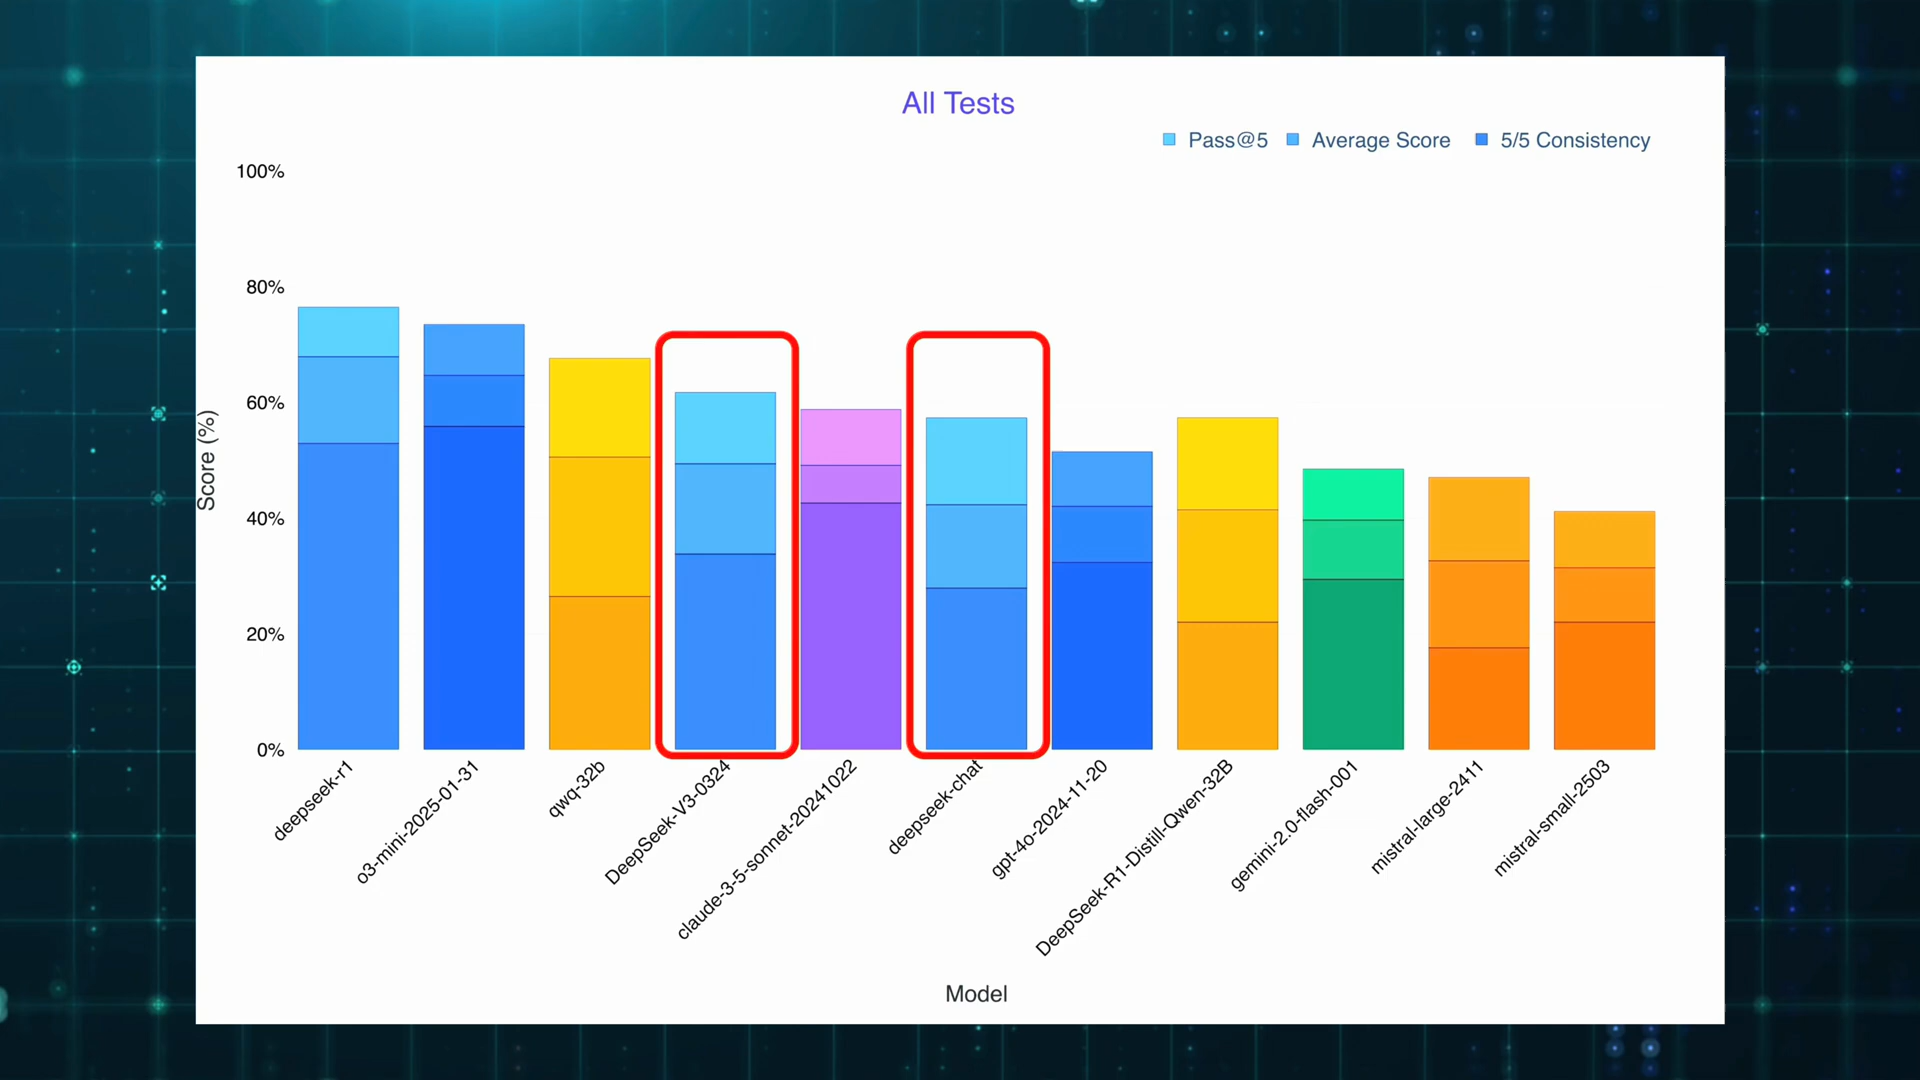 All Tests
Pass@5 Average Score 5/5 Consistency
100%
80%
60%
40%
20%
0%
Score (%)
deepseek-r1
o3-mini-2025-01-31
qwq-32b
DeepSeek-V3-0324
claude-3-5-sonnet-20241022
deepseek-chat
gpt-4o-2024-11-20
DeepSeek-R1-Distill-Qwen-32B
gemini-2.0-flash-001
mistral-large-2411
mistral-small-2503
Model